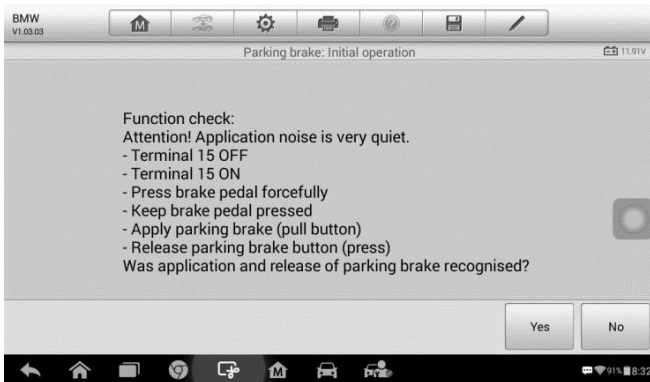 BMW
V1.03.03
M
Parking brake: Initial operation
11.91V
Function check:
Attention! Application noise is very quiet.
- Terminal 15 OFF
- Terminal 15 ON
- Press brake pedal forcefully
- Keep brake pedal pressed
- Apply parking brake (pull button)
- Release parking brake button (press)
Was application and release of parking brake recognised?
Yes
No
M
91%
8:32